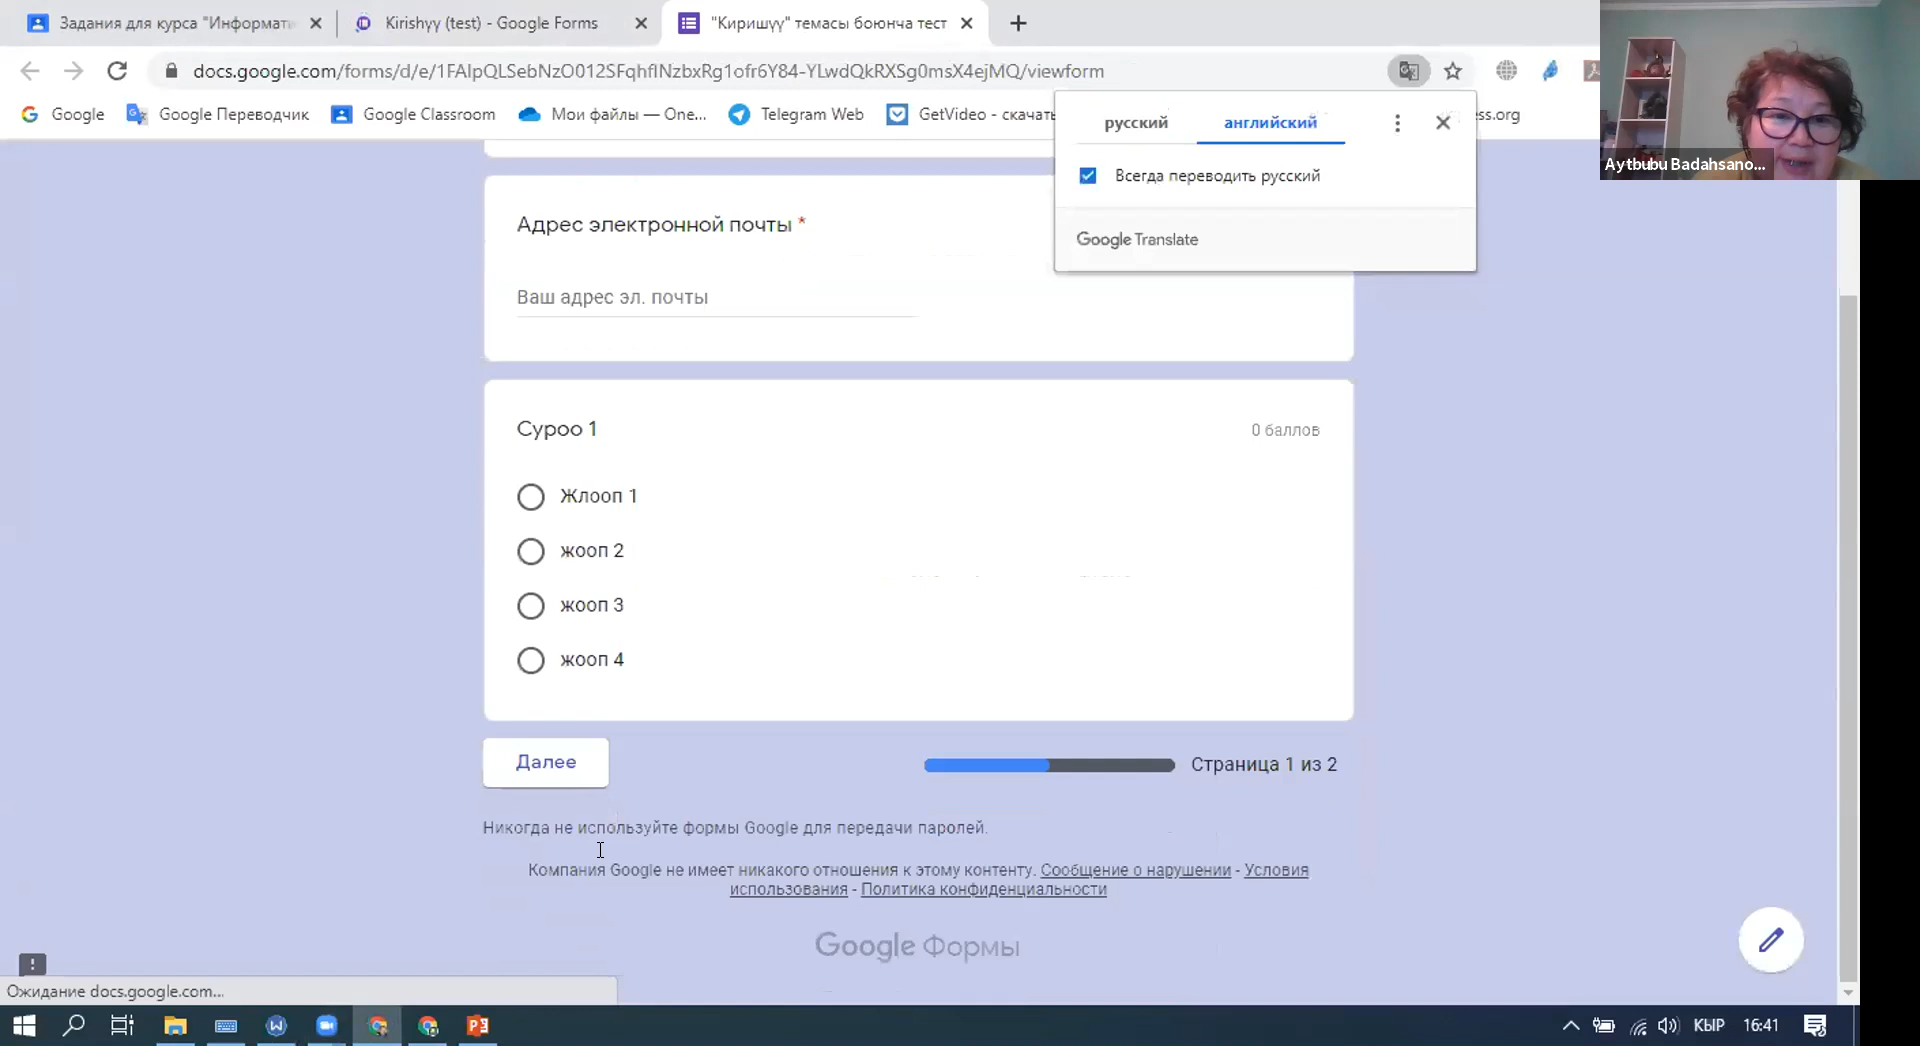 Задания для курса "Информати
Kirishyy (test) - Google Forms
"Киришүү" темасы боюнча тест
docs.google.com/forms/d/e/1FAIpQLSebNzO012SFqhflNzbxRg1ofr6Y84-YLwdQkRXSg0msX4ejMQ/viewform
Google
Google Переводчик
Google Classroom
Мои файлы — One...
Telegram Web
GetVideo - скачать
ess.org
русский
английский
Всегда переводить русский
Google Translate
Aytbubu Badahsano...
Адрес электронной почты *
Ваш адрес эл. почты
Суроо 1
0 баллов
Жлооп 1
жооп 2
жооп 3
жооп 4
Далее
Страница 1 из 2
Никогда не используйте формы Google для передачи паролей.
Компания Google не имеет никакого отношения к этому контенту. Сообщение о нарушении - Условия
использования - Политика конфиденциальности
Google Формы
Ожидание docs.google.com...
КЫР
16:41